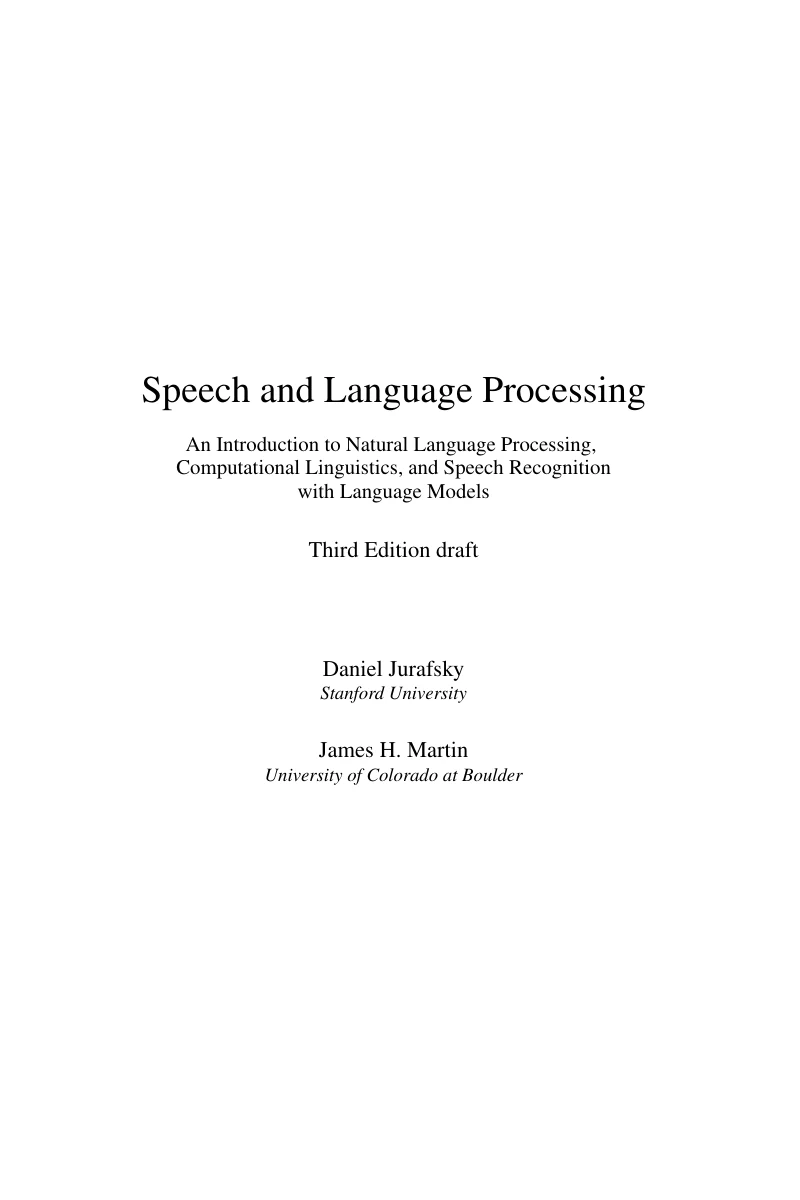 Speech and Language Processing
An Introduction to Natural Language Processing,
Computational Linguistics, and Speech Recognition
with Language Models
Third Edition draft
Daniel Jurafsky
Stanford University
James H. Martin
University of Colorado at Boulder